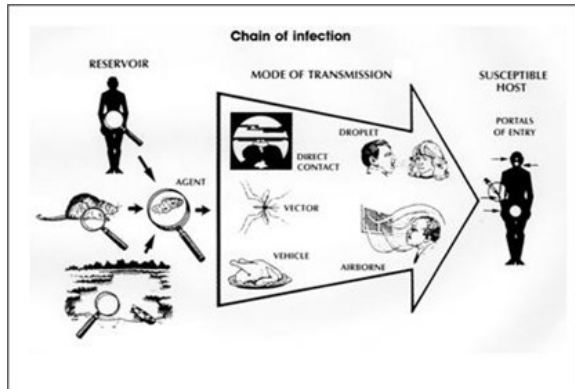 Chain of infection
RESERVOIR
MODE OF TRANSMISSION
SUSCEPTIBLE
HOST
PORTALS
OF ENTRY
AGENT
DIRECT
CONTACT
DROPLET
VECTOR
VEHICLE
AIRBORNE